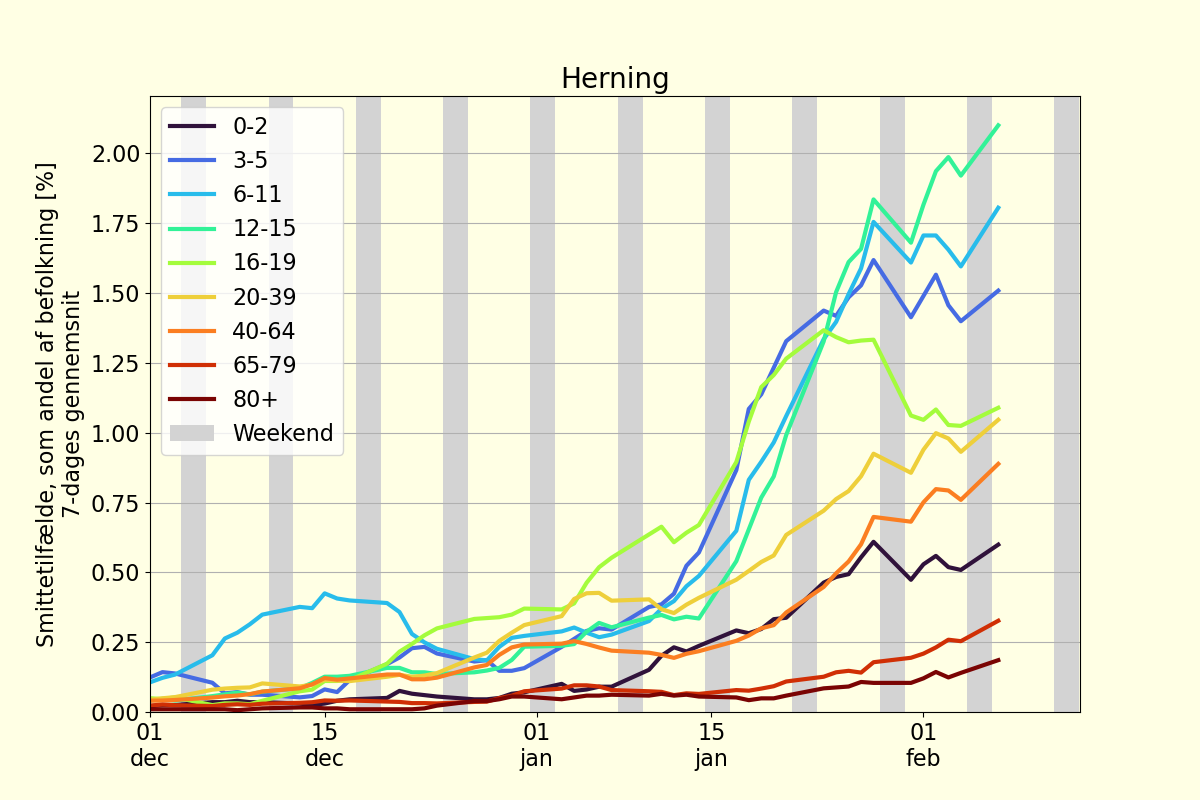 Herning
Smittetilfælde, som andel af befolkning [%]
7-dages gennemsnit
2.00
1.75
1.50
1.25
1.00
0.75
0.50
0.25
0.00
0-2
3-5
6-11
12-15
16-19
20-39
40-64
65-79
80+
Weekend
01
dec
15
dec
01
jan
15
jan
01
feb